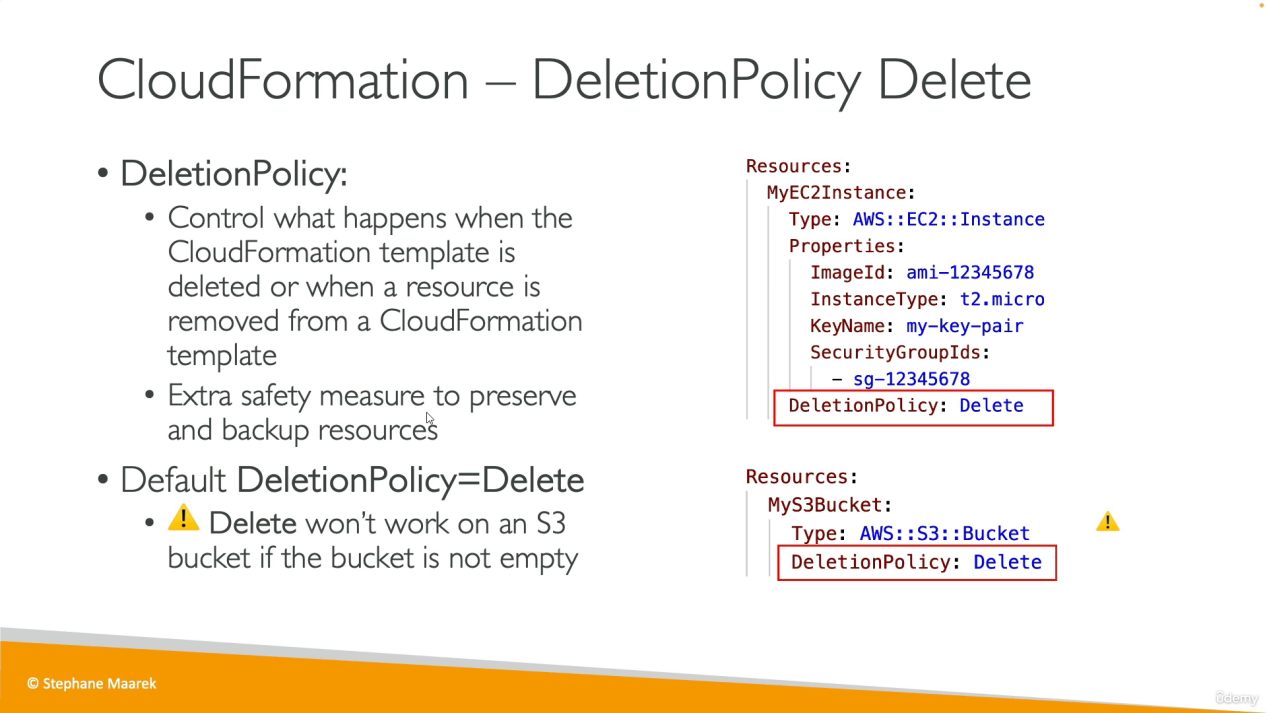 CloudFormation – DeletionPolicy Delete
• DeletionPolicy:
• Control what happens when the
CloudFormation template is
deleted or when a resource is
removed from a CloudFormation
template
• Extra safety measure to preserve
and backup resources
• Default DeletionPolicy=Delete
• ⚠ Delete won't work on an S3
bucket if the bucket is not empty
Resources:
MyEC2Instance:
Type: AWS::EC2::Instance
Properties:
ImageId: ami-12345678
InstanceType: t2.micro
KeyName: my-key-pair
SecurityGroupIds:
- sg-12345678
DeletionPolicy: Delete
Resources:
MyS3Bucket:
Type: AWS::S3::Bucket
DeletionPolicy: Delete
© Stephane Maarek
ûdemy